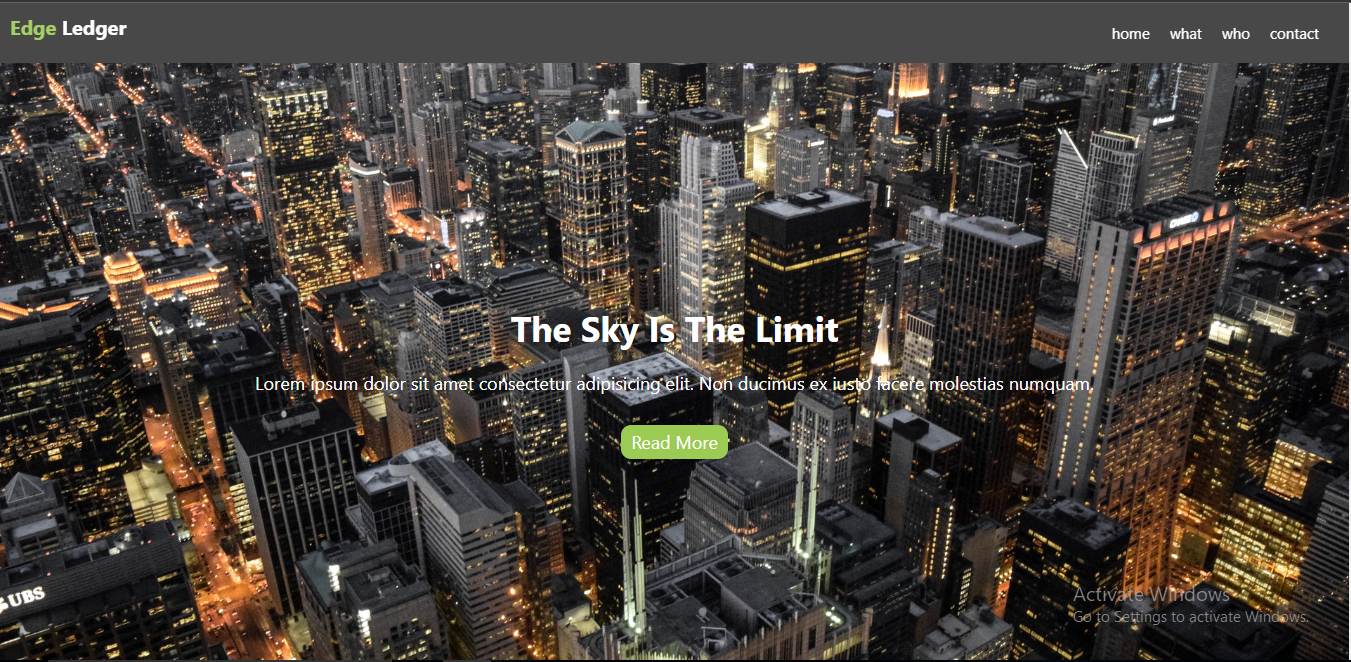 Edge Ledger
home what who contact
The Sky Is The Limit
Lorem ipsum dolor sit amet consectetur adipisicing elit. Non ducimus ex iusto facere molestias numquam,
Read More
UBS
Activate Windows
Go to Settings to activate Windows.